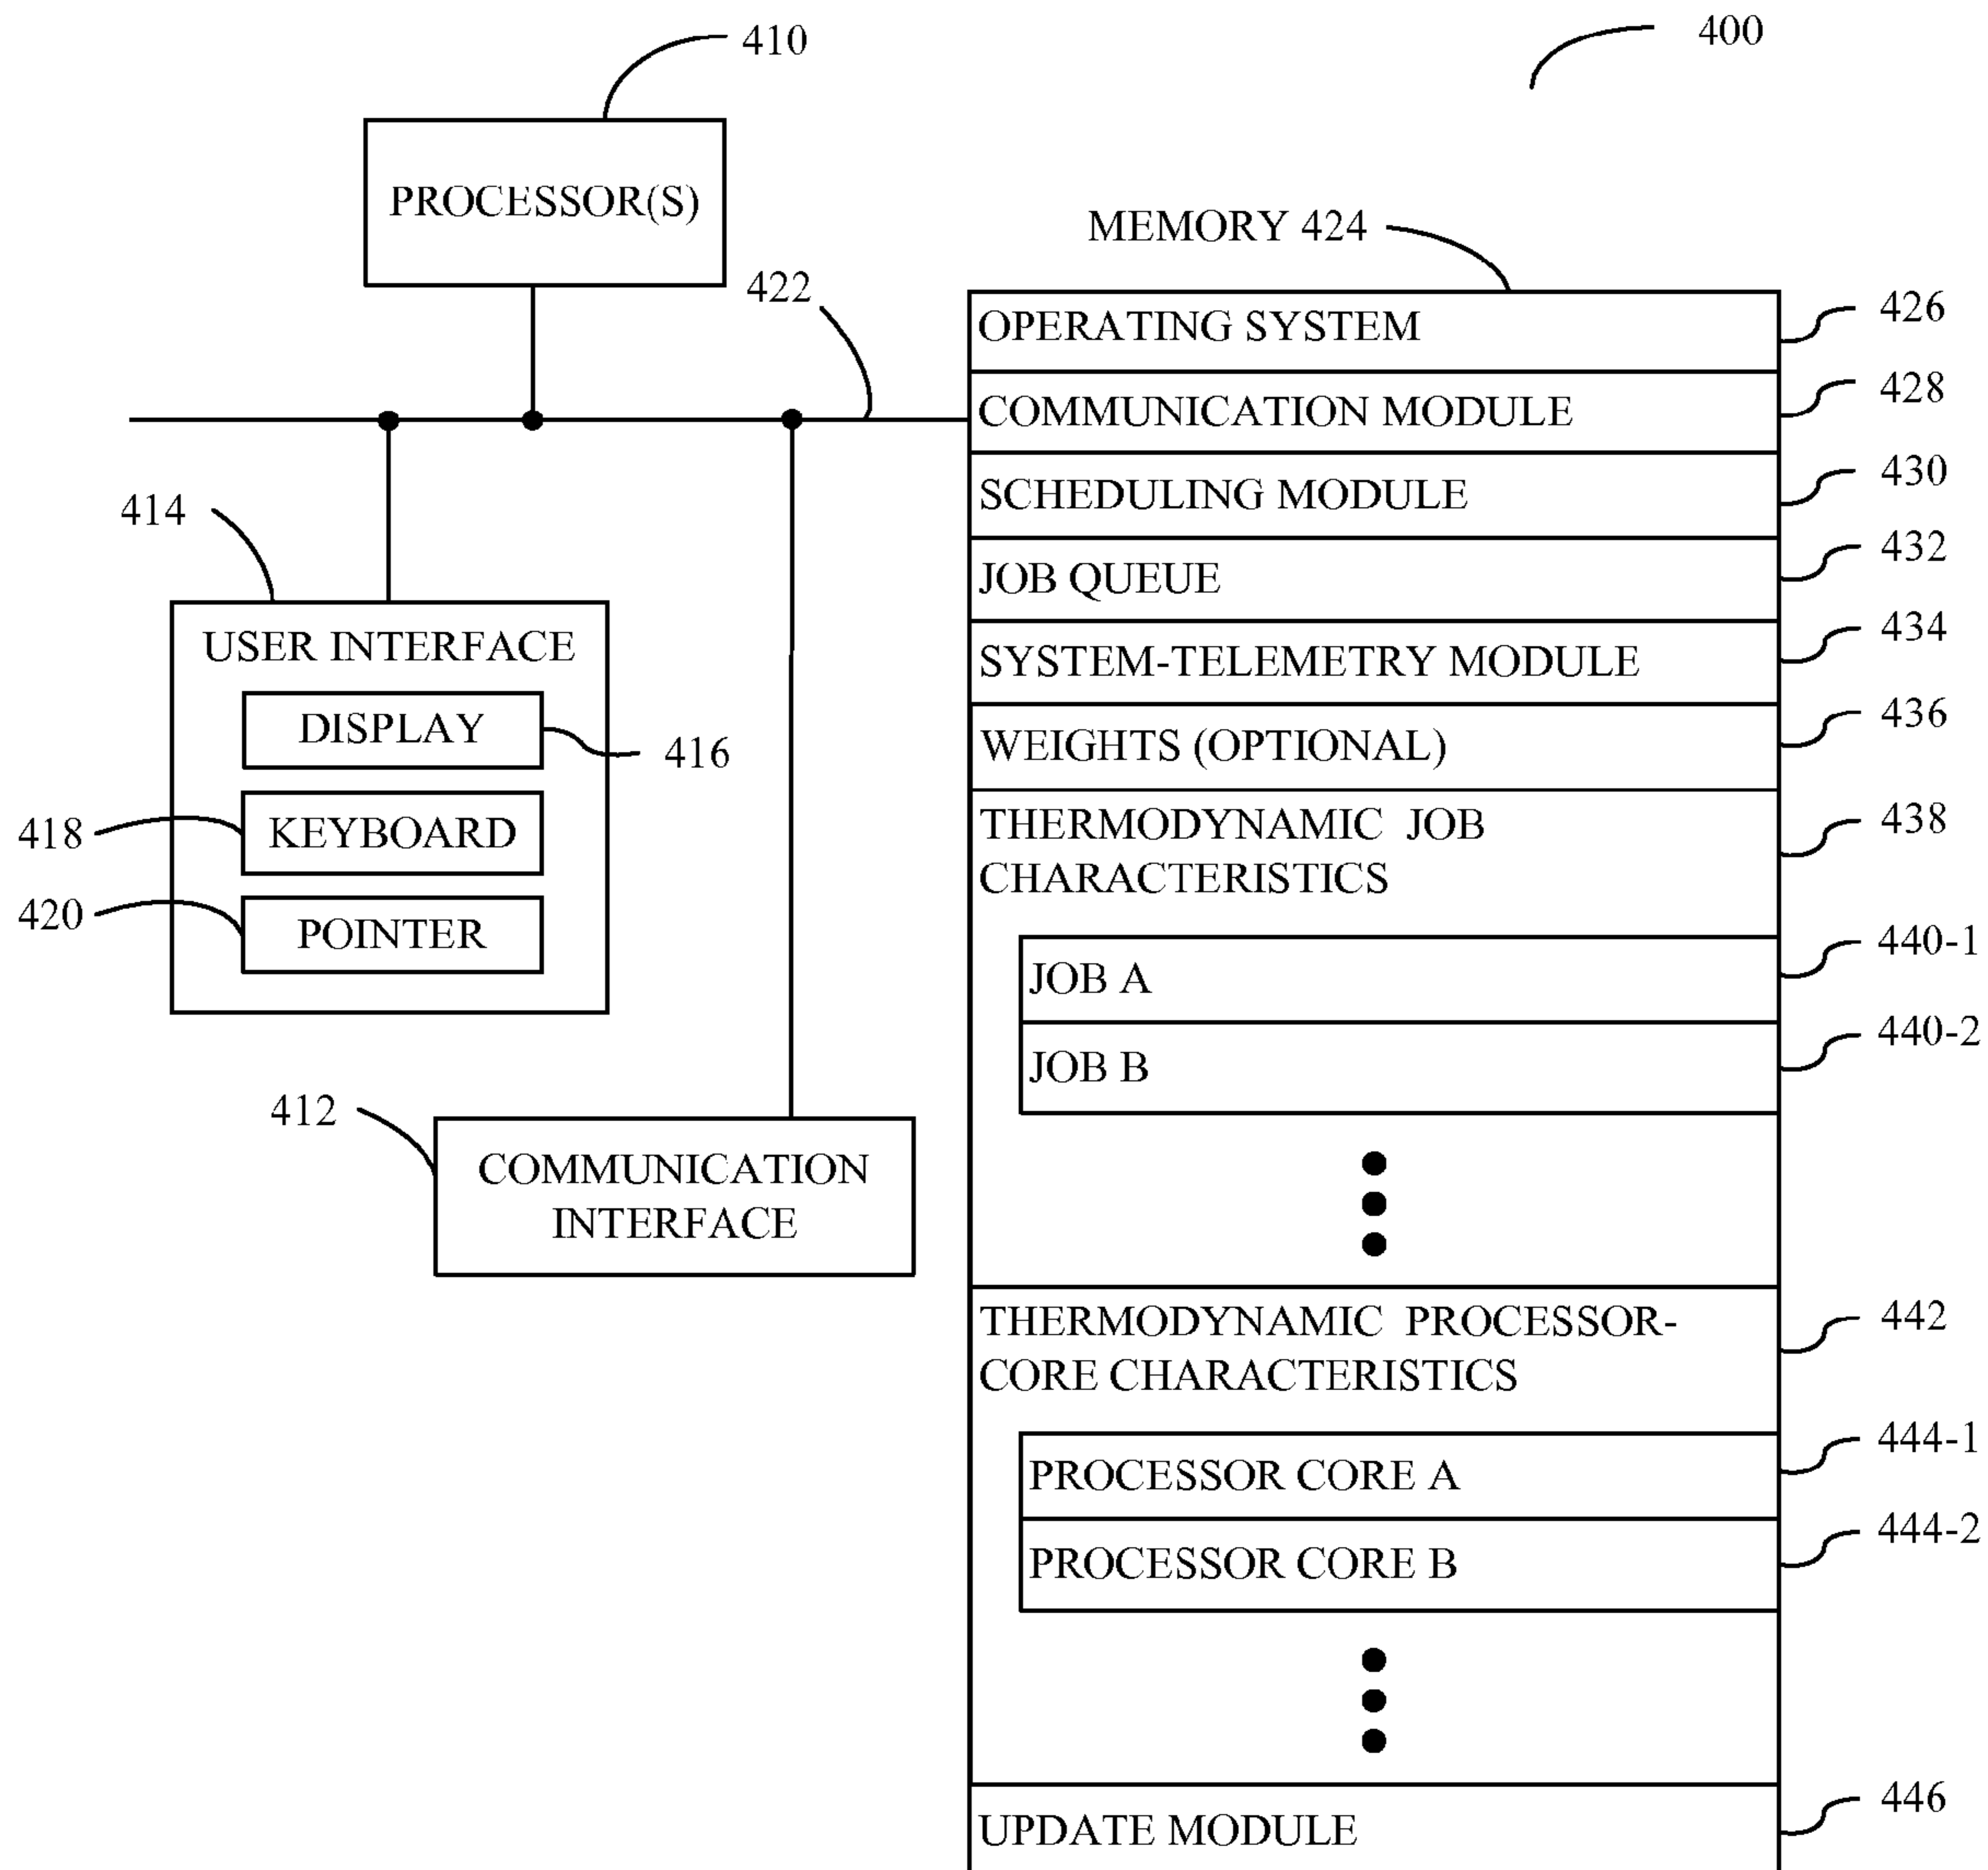 400
410
PROCESSOR(S)
422
414
USER INTERFACE
DISPLAY
416
418
KEYBOARD
420
POINTER
412
COMMUNICATION
INTERFACE
MEMORY 424
OPERATING SYSTEM
426
COMMUNICATION MODULE
428
SCHEDULING MODULE
430
JOB QUEUE
432
SYSTEM-TELEMETRY MODULE
434
WEIGHTS (OPTIONAL)
436
THERMODYNAMIC JOB
CHARACTERISTICS
438
JOB A
440-1
JOB B
440-2
THERMODYNAMIC PROCESSOR-
CORE CHARACTERISTICS
442
PROCESSOR CORE A
444-1
PROCESSOR CORE B
444-2
UPDATE MODULE
446